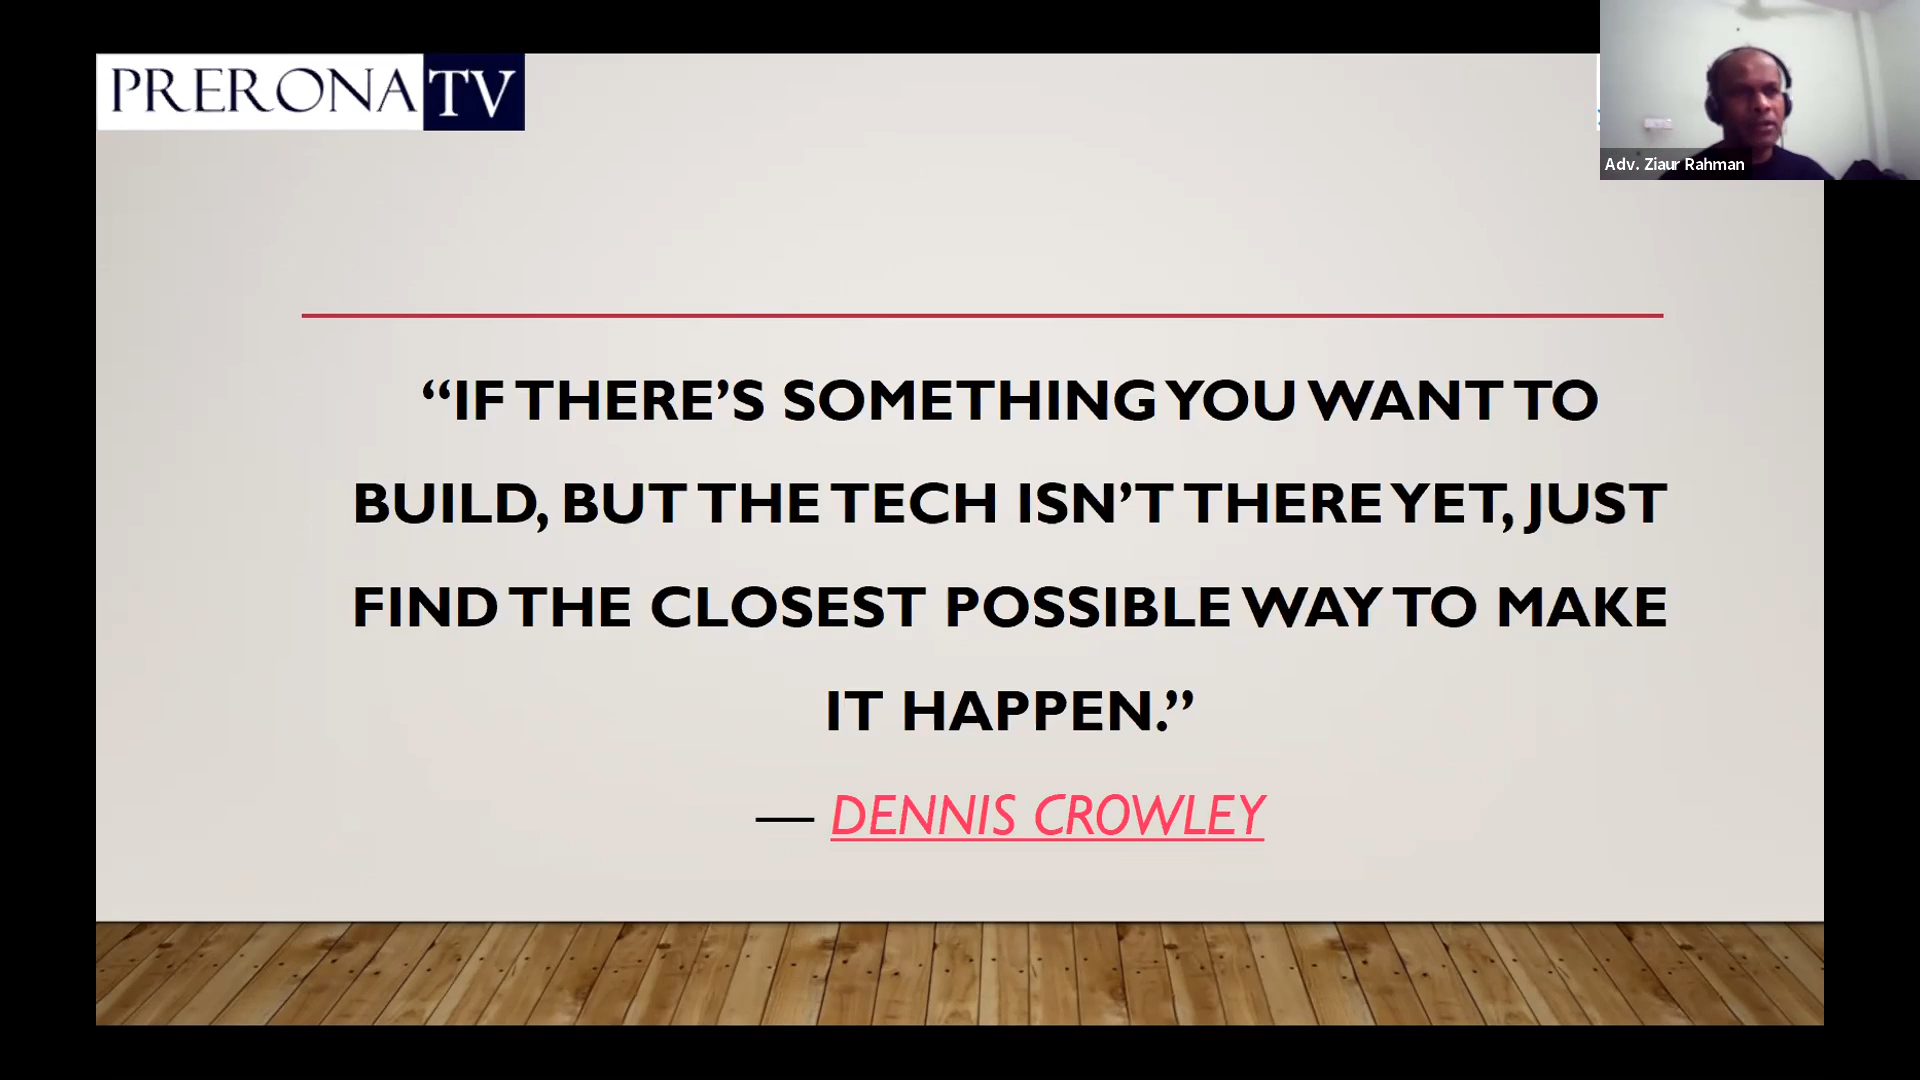 PRERONA TV
Adv. Ziaur Rahman
“IF THERE’S SOMETHING YOU WANT TO
BUILD, BUT THE TECH ISN’T THERE YET, JUST
FIND THE CLOSEST POSSIBLE WAY TO MAKE
IT HAPPEN.”
— DENNIS CROWLEY